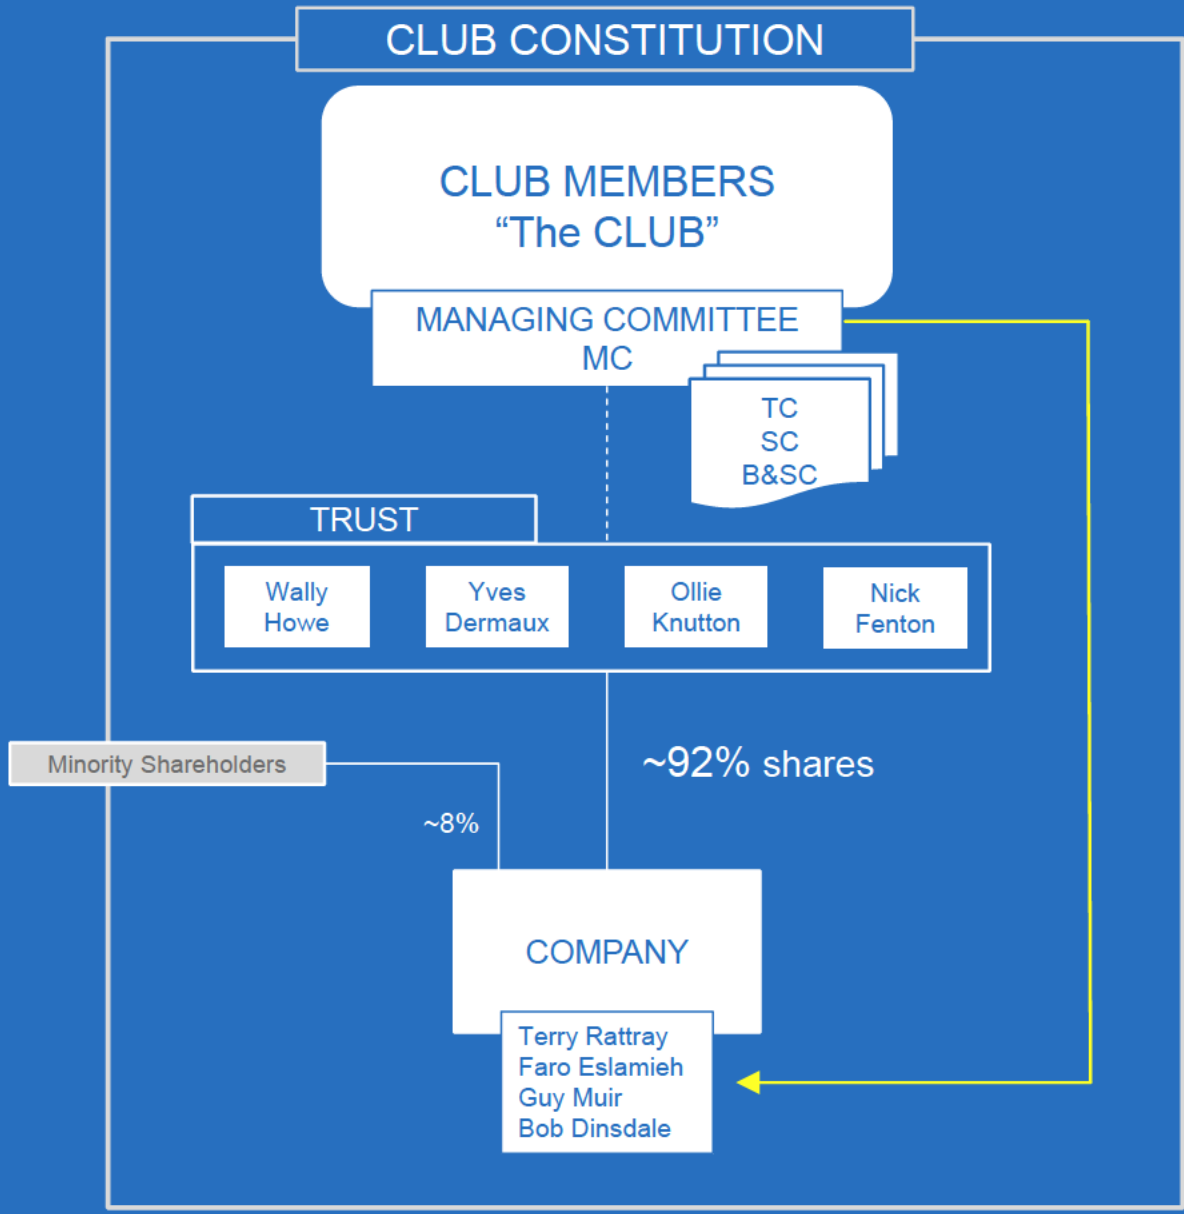 CLUB CONSTITUTION
CLUB MEMBERS
“The CLUB”
MANAGING COMMITTEE
MC
TC
SC
B&SC
TRUST
Wally
Howe
Yves
Dermaux
Ollie
Knutton
Nick
Fenton
Minority Shareholders
~92% shares
~8%
COMPANY
Terry Rattray
Faro Eslamieh
Guy Muir
Bob Dinsdale